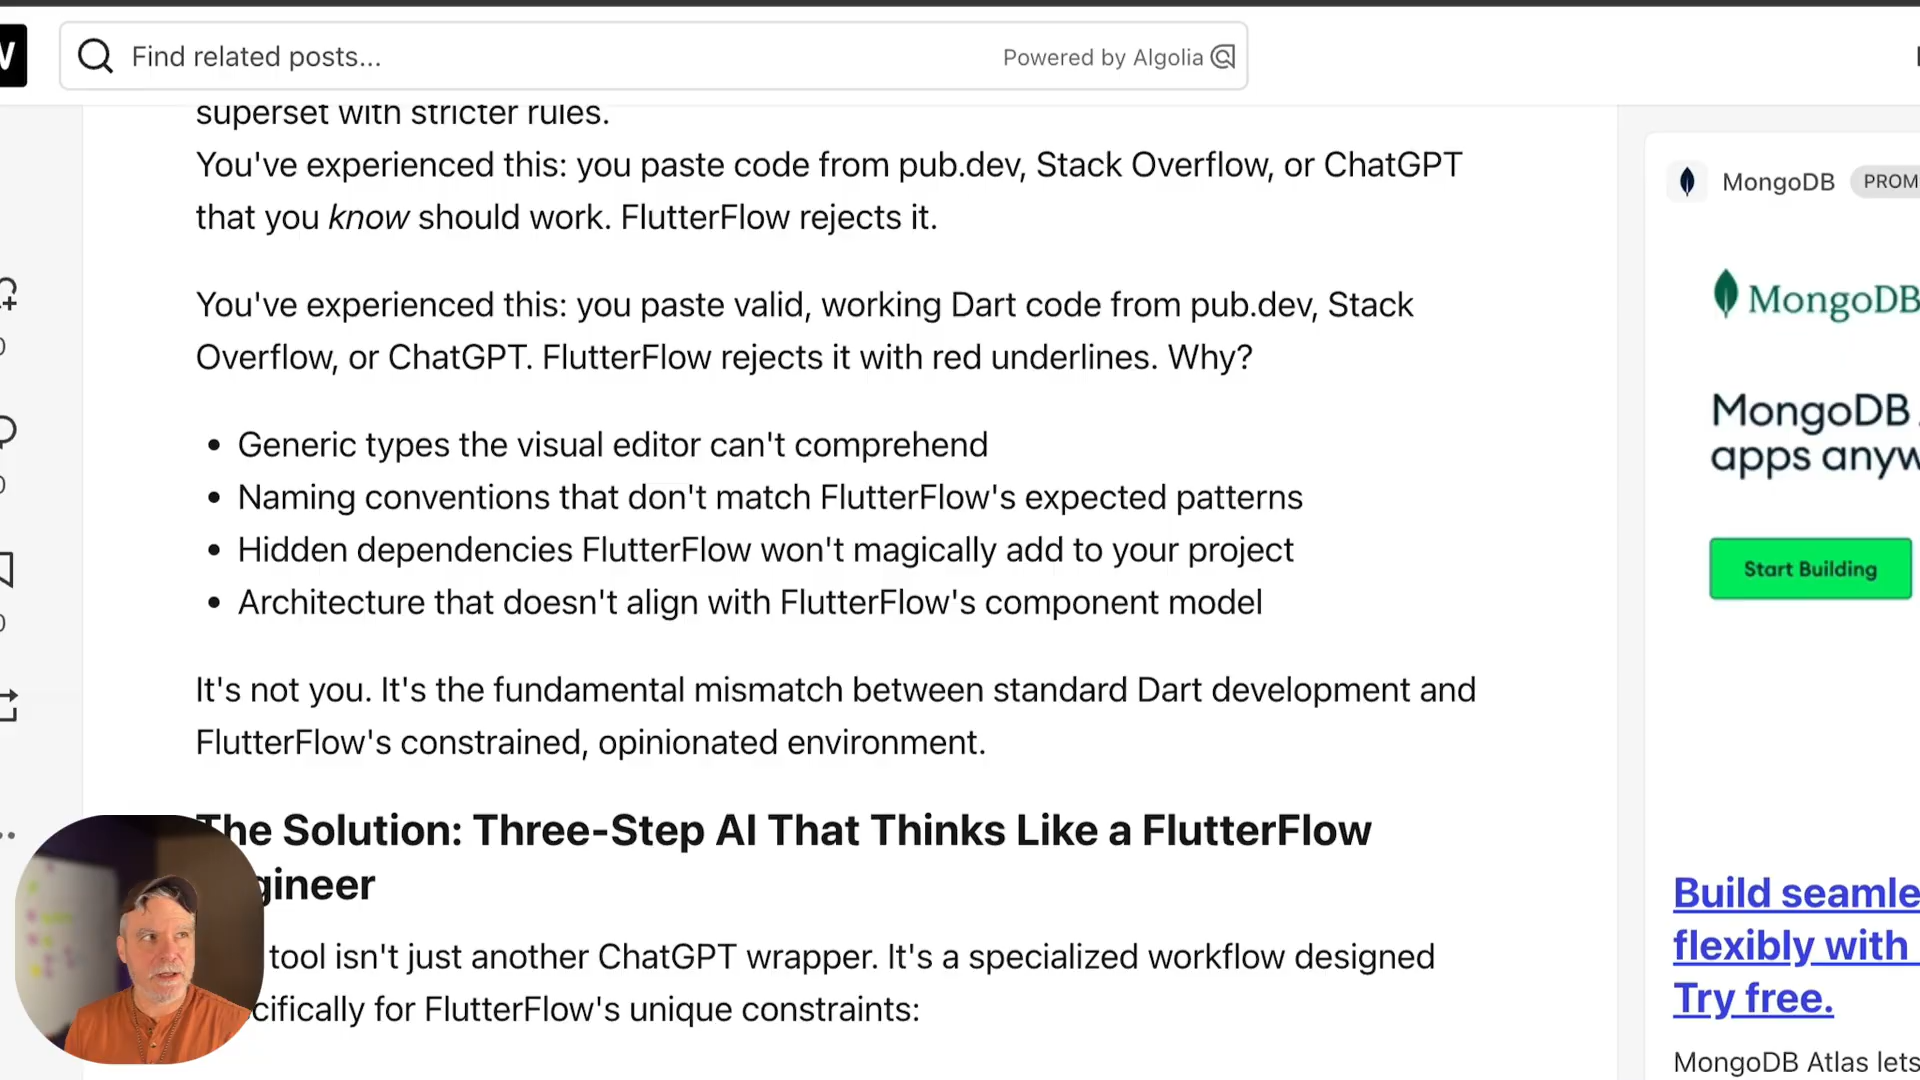 Find related posts...
Powered by Algolia
superset with stricter rules.
You've experienced this: you paste code from pub.dev, Stack Overflow, or ChatGPT
that you know should work. FlutterFlow rejects it.
You've experienced this: you paste valid, working Dart code from pub.dev, Stack
Overflow, or ChatGPT. FlutterFlow rejects it with red underlines. Why?
• Generic types the visual editor can't comprehend
• Naming conventions that don't match FlutterFlow's expected patterns
• Hidden dependencies FlutterFlow won't magically add to your project
• Architecture that doesn't align with FlutterFlow's component model
It's not you. It's the fundamental mismatch between standard Dart development and
FlutterFlow's constrained, opinionated environment.
The Solution: Three-Step AI That Thinks Like a FlutterFlow
gineer
tool isn't just another ChatGPT wrapper. It's a specialized workflow designed
cifically for FlutterFlow's unique constraints:
MongoDB
PROM
MongoDB
MongoDB
apps anyw
Start Building
Build seamle
flexibly with
Try free.
MongoDB Atlas lets